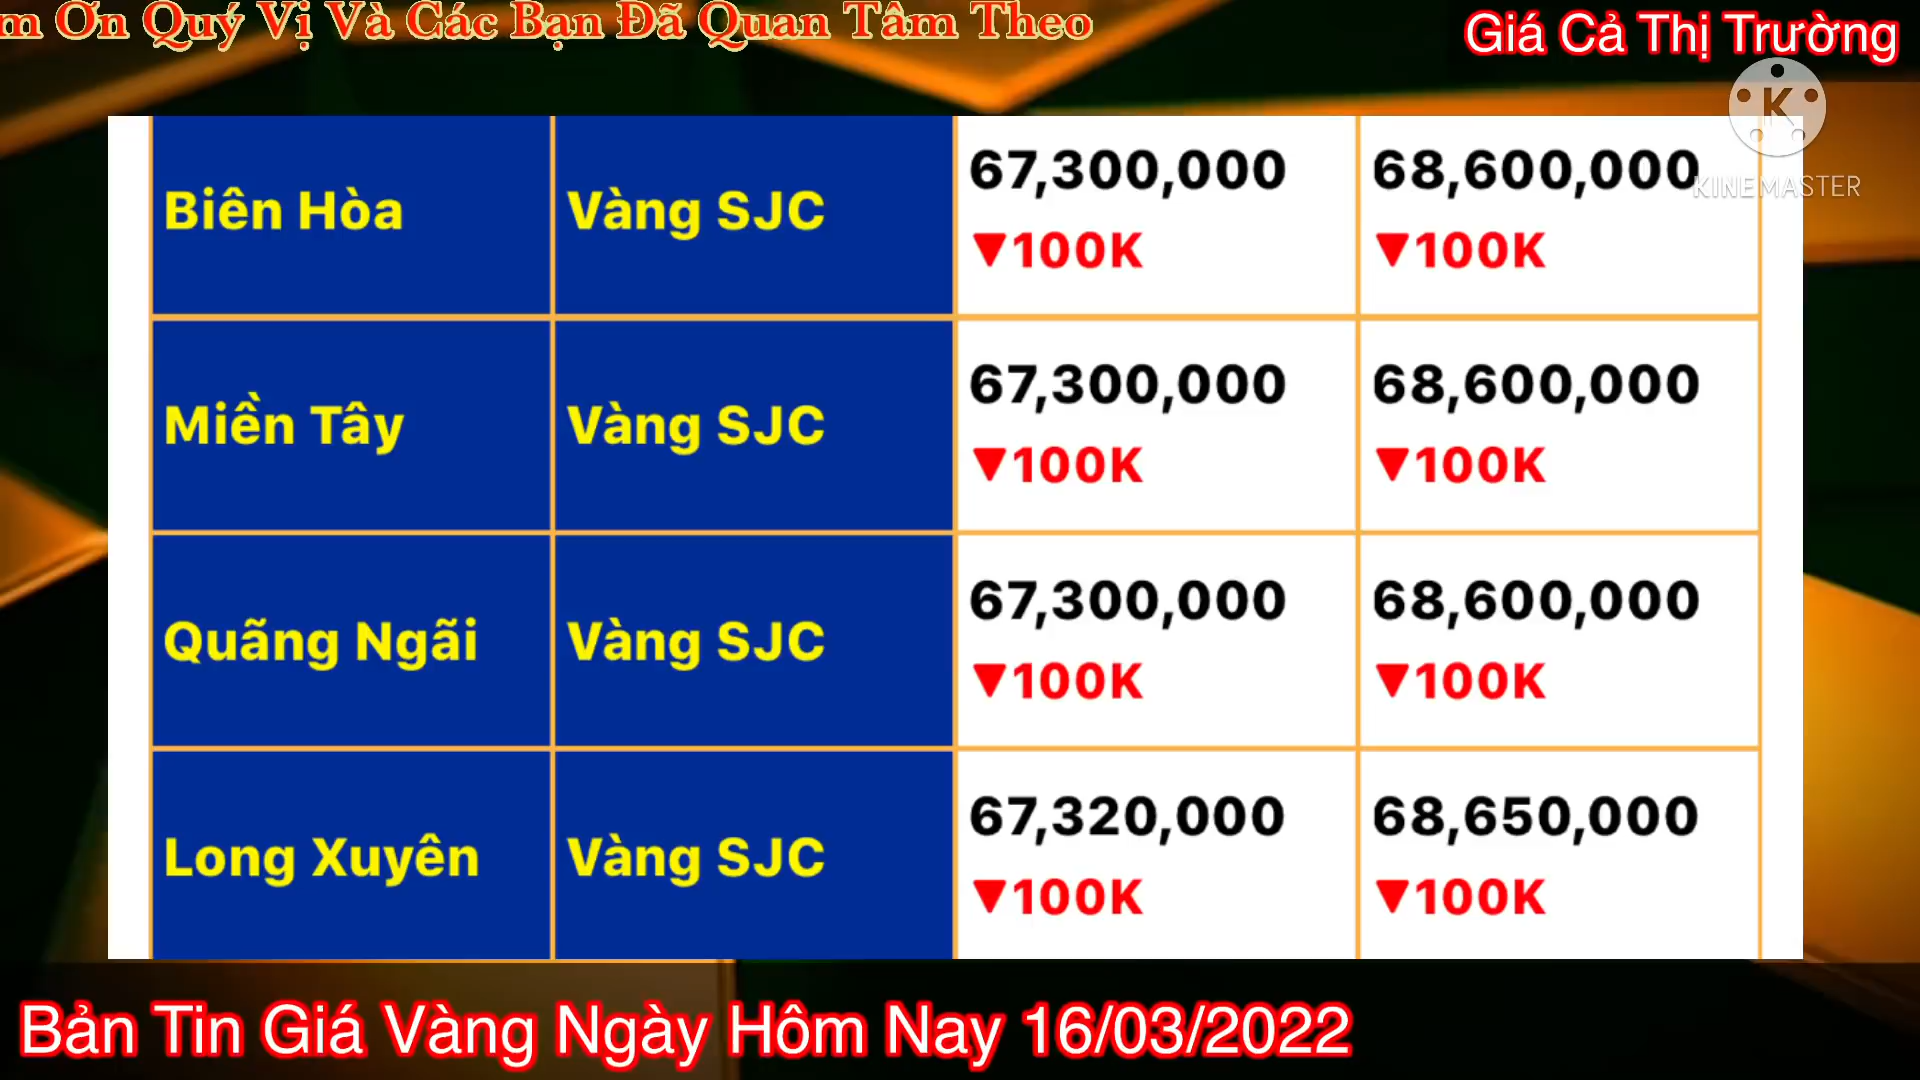 m Ơn Quý Vị Và Các Bạn Đã Quan Tâm Theo
Giá Cả Thị Trường
KINEMASTER
Biên Hòa Vàng SJC 67,300,000 68,600,000
▼100K ▼100K
Miền Tây Vàng SJC 67,300,000 68,600,000
▼100K ▼100K
Quãng Ngãi Vàng SJC 67,300,000 68,600,000
▼100K ▼100K
Long Xuyên Vàng SJC 67,320,000 68,650,000
▼100K ▼100K
Bản Tin Giá Vàng Ngày Hôm Nay 16/03/2022